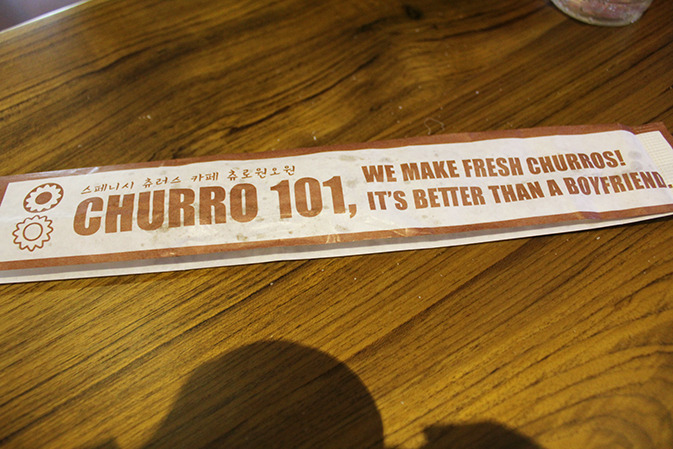 스페니시 츄러스 카페 츄로원오원
CHURRO 101,
WE MAKE FRESH CHURROS!
IT'S BETTER THAN A BOYFRIEND.